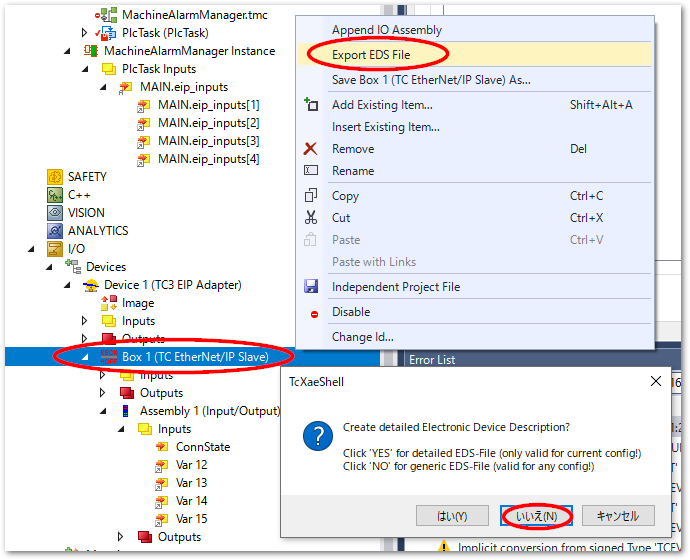 MachineAlarmManager.tmc
PlcTask (PlcTask)
MachineAlarmManager Instance
PlcTask Inputs
MAIN.eip_inputs
MAIN.eip_inputs[1]
MAIN.eip_inputs[2]
MAIN.eip_inputs[3]
MAIN.eip_inputs[4]
SAFETY
C++
VISION
ANALYTICS
I/O
Devices
Device 1 (TC3 EIP Adapter)
Image
Inputs
Outputs
Box 1 (TC EtherNet/IP Slave)
Inputs
Outputs
Assembly 1 (Input/Output)
Inputs
ConnState
Var 12
Var 13
Var 14
Var 15
Outputs
Append IO Assembly
Export EDS File
Save Box 1 (TC EtherNet/IP Slave) As...
Add Existing Item... Shift+Alt+A
Insert Existing Item...
Remove Del
Rename
Copy Ctrl+C
Cut Ctrl+X
Paste Ctrl+V
Paste with Links
Independent Project File
Disable
Change Id...
Error List
TcXaeShell
Create detailed Electronic Device Description?
Click 'YES' for detailed EDS-File (only valid for current config!)
Click 'NO' for generic EDS-File (valid for any config!)
はい(Y)
いいえ(N)
キャンセル
Implicit conversion from signed Type 'TCEV